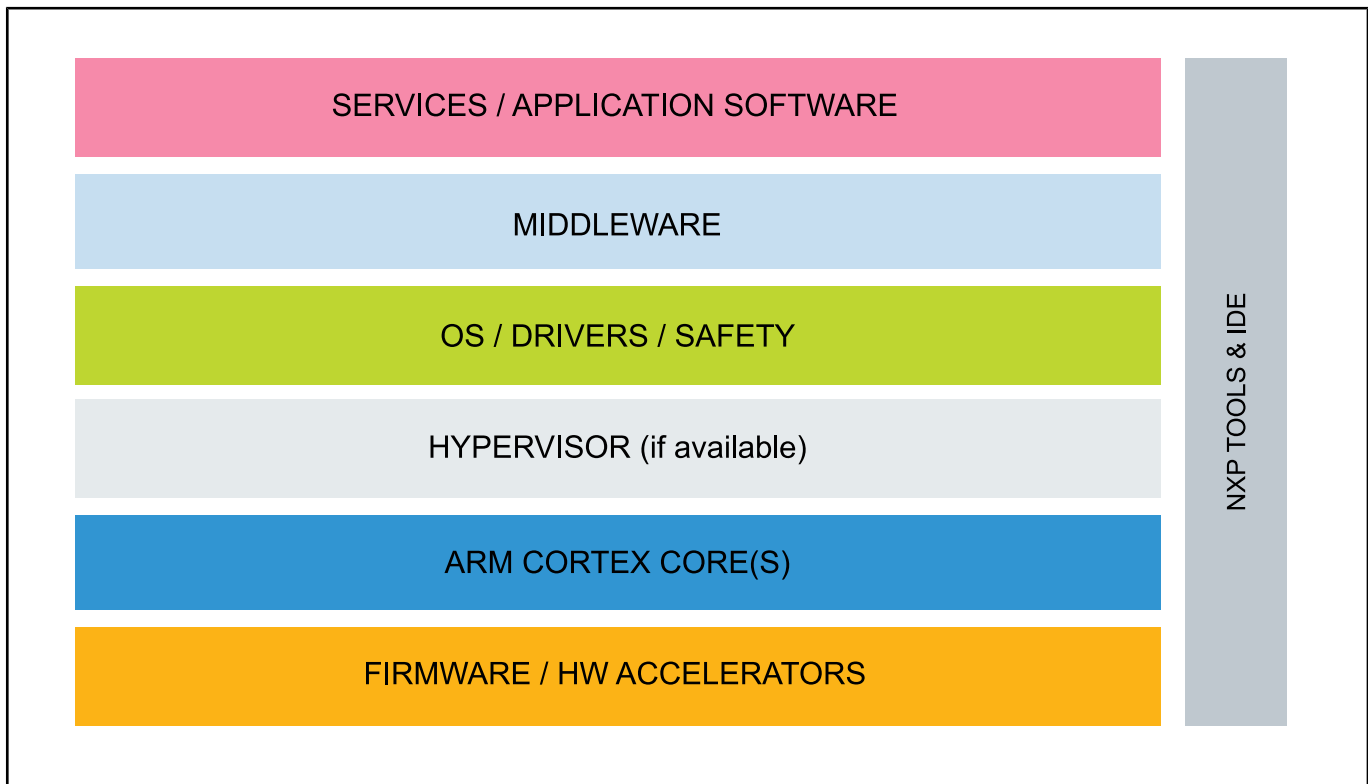 SERVICES / APPLICATION SOFTWARE
MIDDLEWARE
OS / DRIVERS / SAFETY
HYPERVISOR (if available)
ARM CORTEX CORE(S)
FIRMWARE / HW ACCELERATORS
NXP TOOLS & IDE